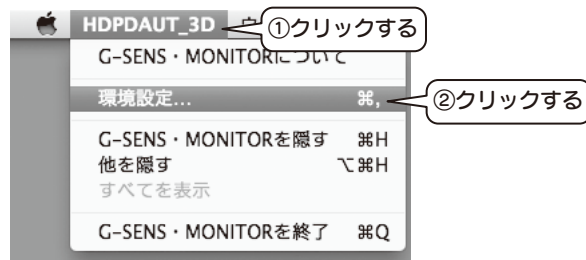 HDPDAUT_3D
①クリックする
G-SENS・MONITORについて
環境設定... ⌘,
②クリックする
G-SENS・MONITORを隠す ⌘H
他を隠す ⌥⌘H
すべてを表示
G-SENS・MONITORを終了 ⌘Q